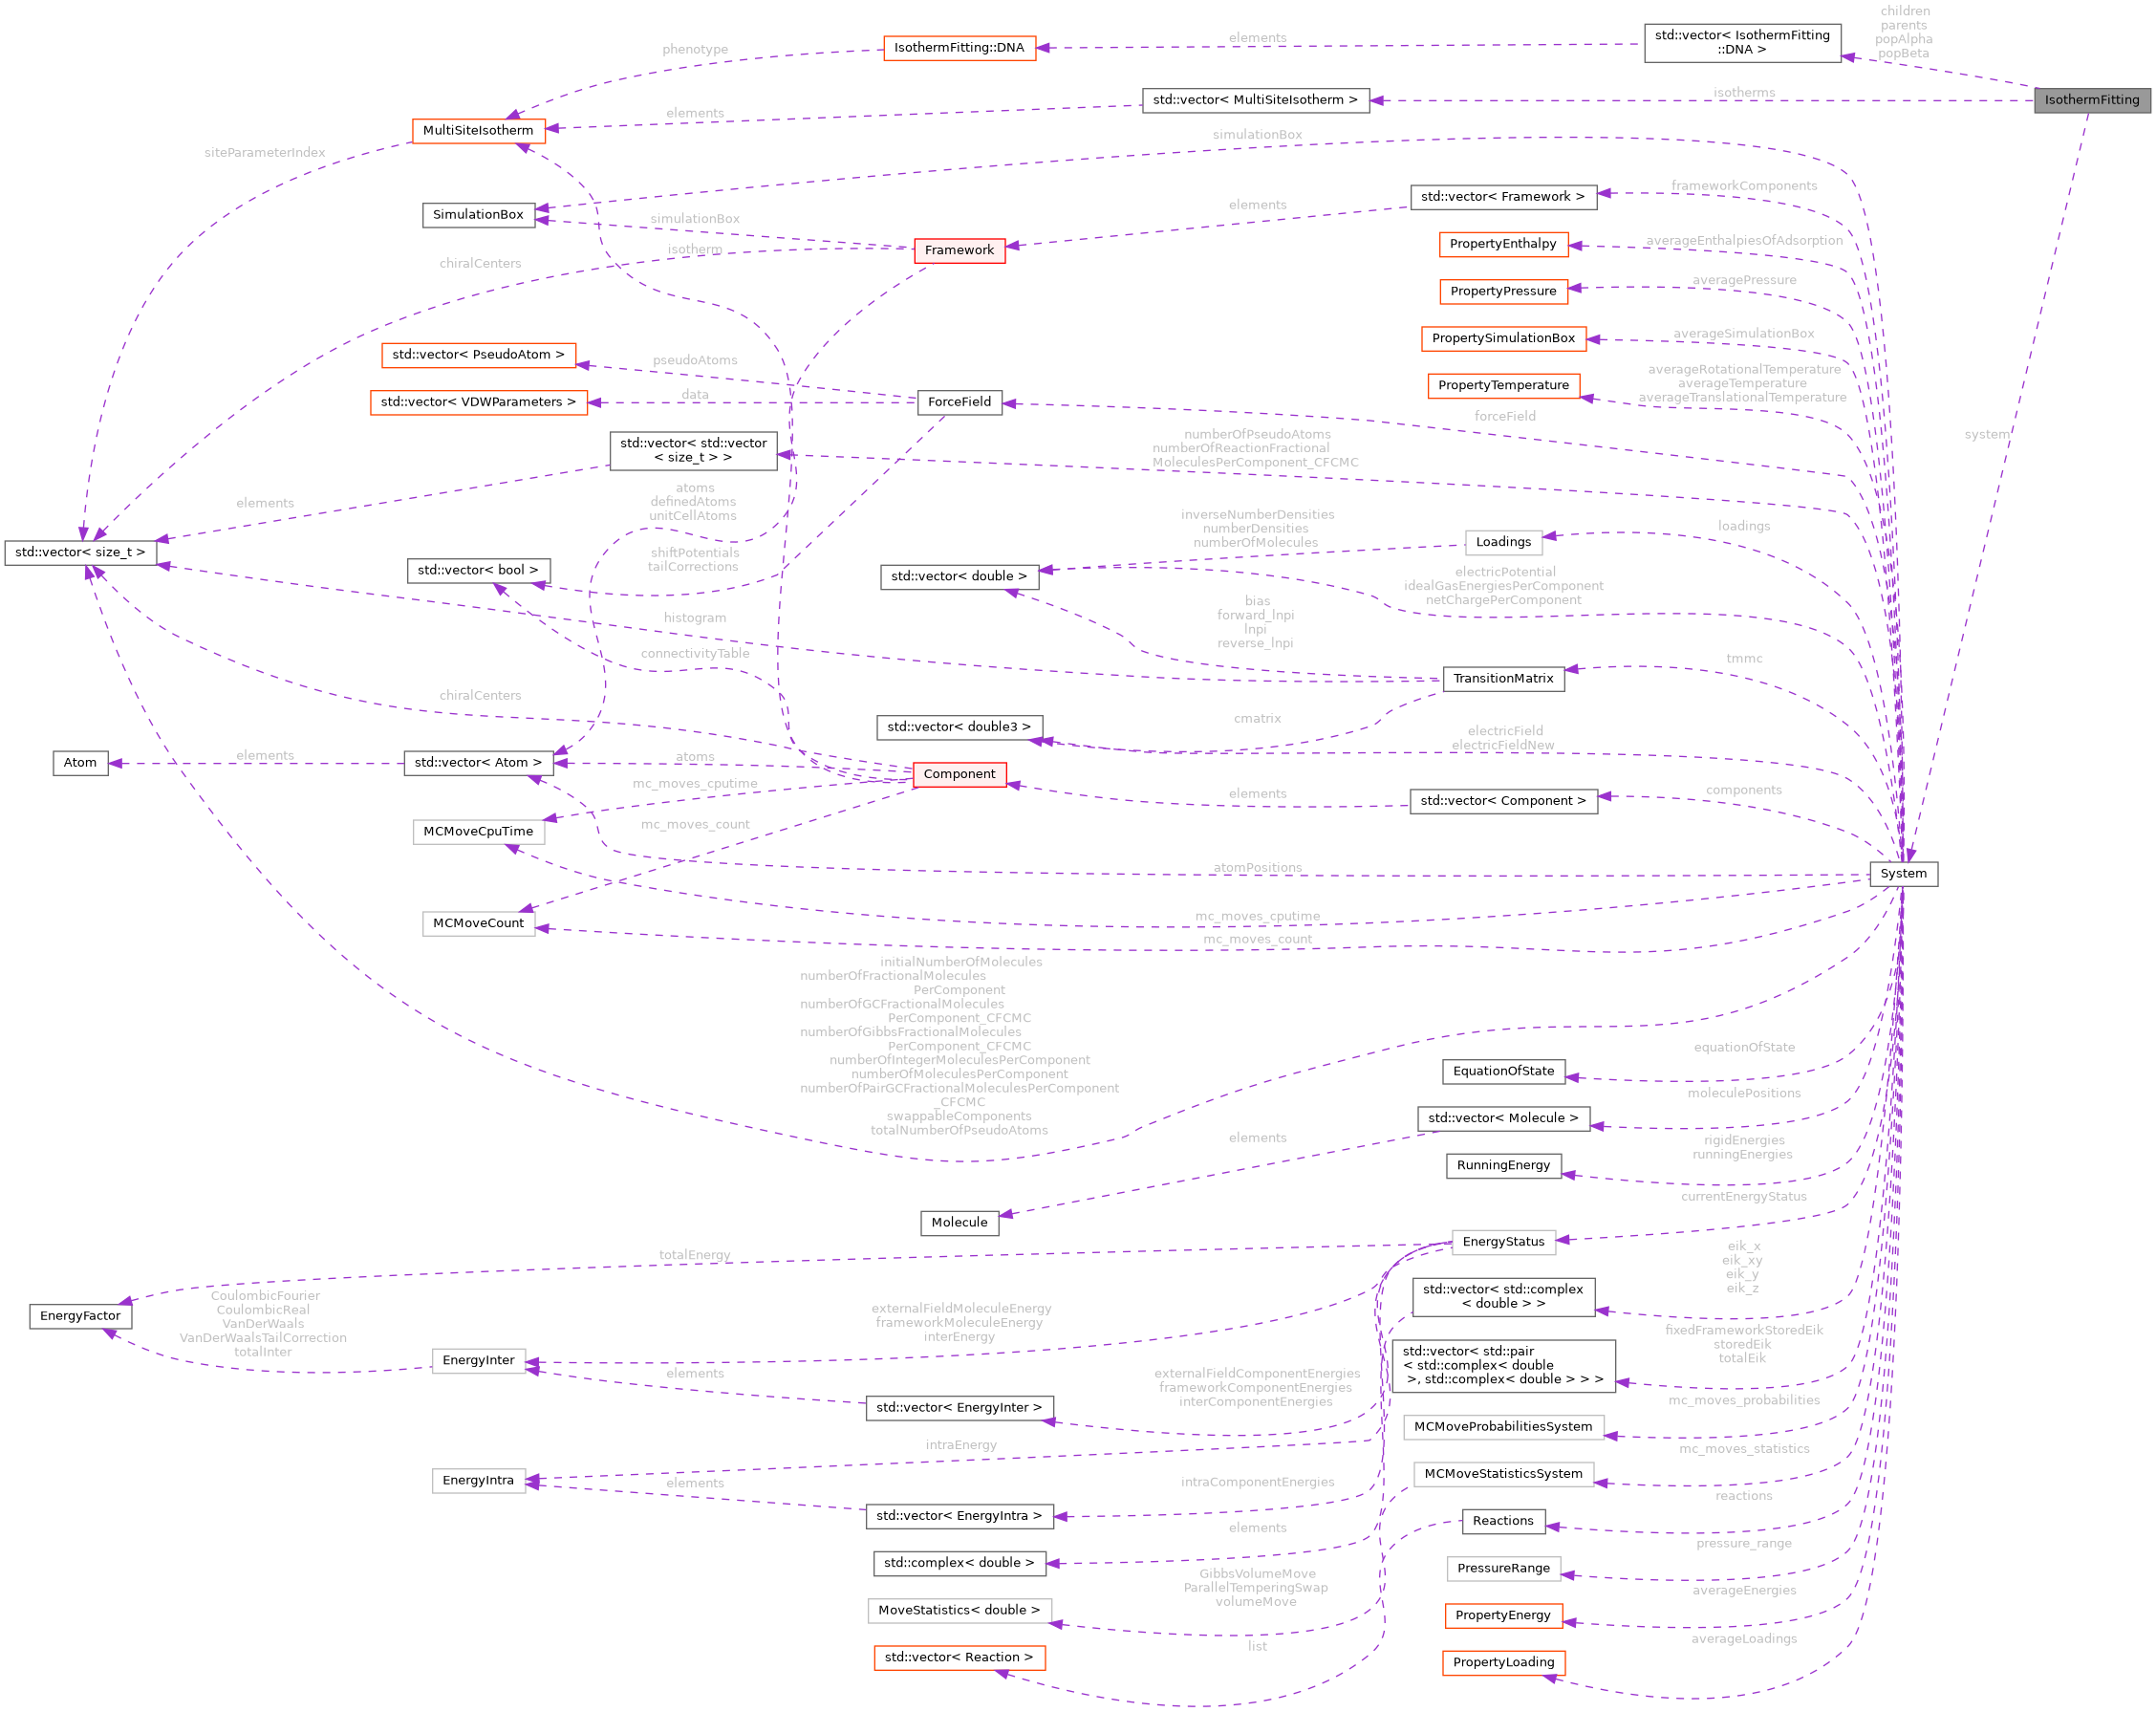 children
parents
popAlpha
popBeta
phenotype
IsothermFitting::DNA
elements
std::vector< IsothermFitting
::DNA >
IsothermFitting
isotherms
std::vector< MultiSiteIsotherm >
elements
MultiSiteIsotherm
siteParameterIndex
simulationBox
SimulationBox
simulationBox
isotherm
chiralCenters
Framework
elements
std::vector< Framework >
frameworkComponents
PropertyEnthalpy
averageEnthalpiesOfAdsorption
PropertyPressure
averagePressure
PropertySimulationBox
averageSimulationBox
PropertyTemperature
averageRotationalTemperature
averageTemperature
averageTranslationalTemperature
system
std::vector< PseudoAtom >
pseudoAtoms
std::vector< VDWParameters >
data
ForceField
forceField
std::vector< std::vector
< size_t > >
numberOfPseudoAtoms
numberOfReactionFractional
MoleculesPerComponent_CFCMC
elements
atoms
definedAtoms
unitCellAtoms
std::vector< size_t >
std::vector< bool >
shiftPotentials
tailCorrections
std::vector< double >
inverseNumberDensities
numberDensities
numberOfMolecules
Loadings
loadings
electricPotential
idealGasEnergiesPerComponent
netChargePerComponent
bias
forward_lnpi
lnpi
reverse_lnpi
histogram
connectivityTable
TransitionMatrix
tmmc
chiralCenters
std::vector< double3 >
cmatrix
electricField
electricFieldNew
Atom
elements
std::vector< Atom >
atoms
Component
elements
std::vector< Component >
components
mc_moves_cputime
MCMoveCpuTime
mc_moves_count
atomPositions
System
MCMoveCount
mc_moves_cputime
mc_moves_count
initialNumberOfMolecules
numberOfFractionalMolecules
PerComponent
numberOfGCFractionalMolecules
PerComponent_CFCMC
numberOfGibbsFractionalMolecules
PerComponent_CFCMC
numberOfIntegerMoleculesPerComponent
numberOfMoleculesPerComponent
numberOfPairGCFractionalMoleculesPerComponent
_CFCMC
swappableComponents
totalNumberOfPseudoAtoms
EquationOfState
equationOfState
std::vector< Molecule >
moleculePositions
elements
RunningEnergy
rigidEnergies
runningEnergies
Molecule
EnergyStatus
currentEnergyStatus
totalEnergy
EnergyFactor
CoulombicFourier
CoulombicReal
VanDerWaals
VanDerWaalsTailCorrection
totalInter
EnergyInter
externalFieldMoleculeEnergy
frameworkMoleculeEnergy
interEnergy
std::vector< std::complex
< double > >
eik_x
eik_xy
eik_y
eik_z
std::vector< std::pair
< std::complex< double
>, std::complex< double > > >
fixedFrameworkStoredEik
storedEik
totalEik
elements
std::vector< EnergyInter >
externalFieldComponentEnergies
frameworkComponentEnergies
interComponentEnergies
MCMoveProbabilitiesSystem
mc_moves_probabilities
intraEnergy
EnergyIntra
elements
std::vector< EnergyIntra >
intraComponentEnergies
MCMoveStatisticsSystem
mc_moves_statistics
Reactions
reactions
elements
std::complex< double >
PressureRange
pressure_range
GibbsVolumeMove
ParallelTemperingSwap
volumeMove
MoveStatistics< double >
PropertyEnergy
averageEnergies
list
std::vector< Reaction >
PropertyLoading
averageLoadings